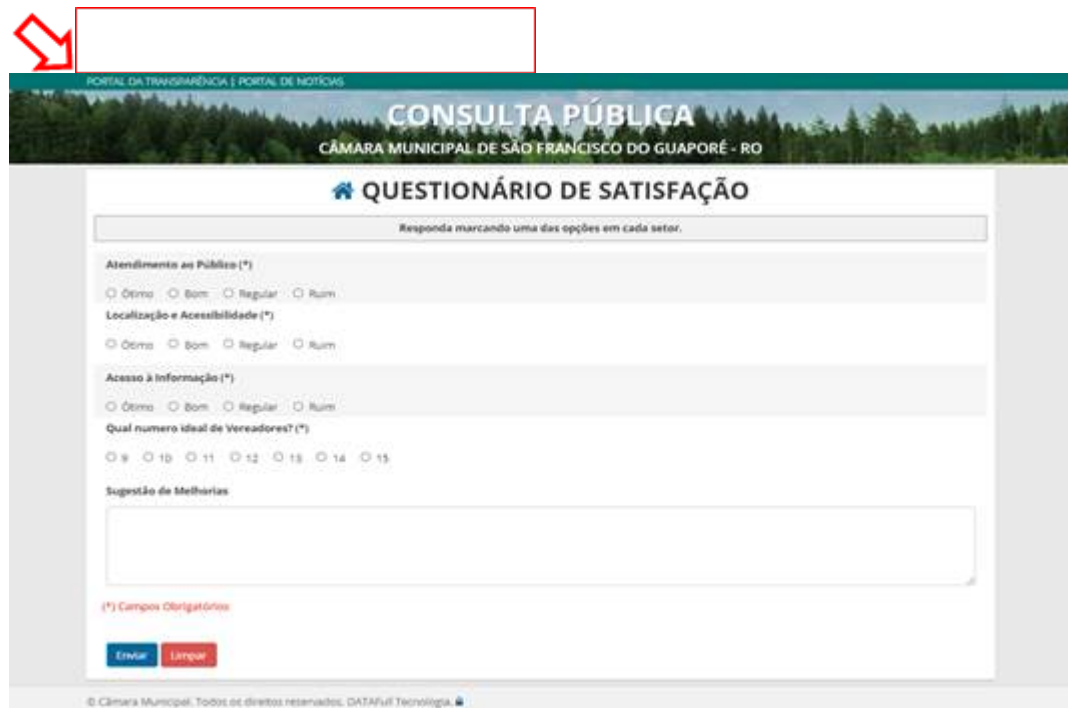 PORTAL DA TRANSPARÊNCIA | PORTAL DE NOTÍCIAS
CONSULTA PÚBLICA
CÂMARA MUNICIPAL DE SÃO FRANCISCO DO GUAPORÉ - RO
QUESTIONÁRIO DE SATISFAÇÃO
Responda marcando uma das opções em cada setor.
Atendimento ao Público (*)
Ótimo Bom Regular Ruim
Localização e Acessibilidade (*)
Ótimo Bom Regular Ruim
Acesso à Informação (*)
Ótimo Bom Regular Ruim
Qual numero ideal de Vereadores? (*)
9 10 11 12 13 14 15
Sugestão de Melhorias
(*) Campos Obrigatórios
Enviar Limpar
© Câmara Municipal. Todos os direitos reservados. DATAFull Tecnologia.